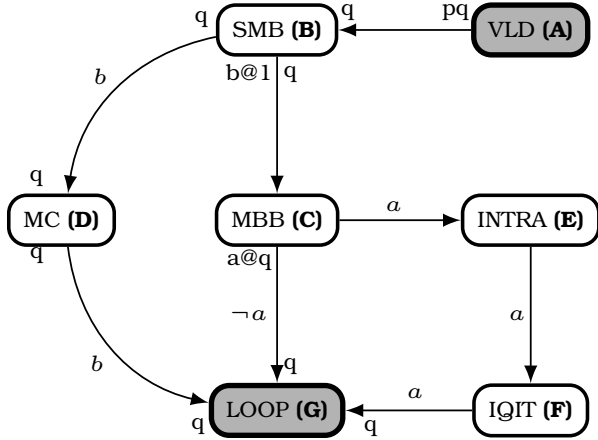 q SMB (B) q pq VLD (A)
b@1 q
b
q
MC (D) MBB (C) a INTRA (E)
q a@q
¬a a
b q
LOOP (G) a IQIT (F)
q q